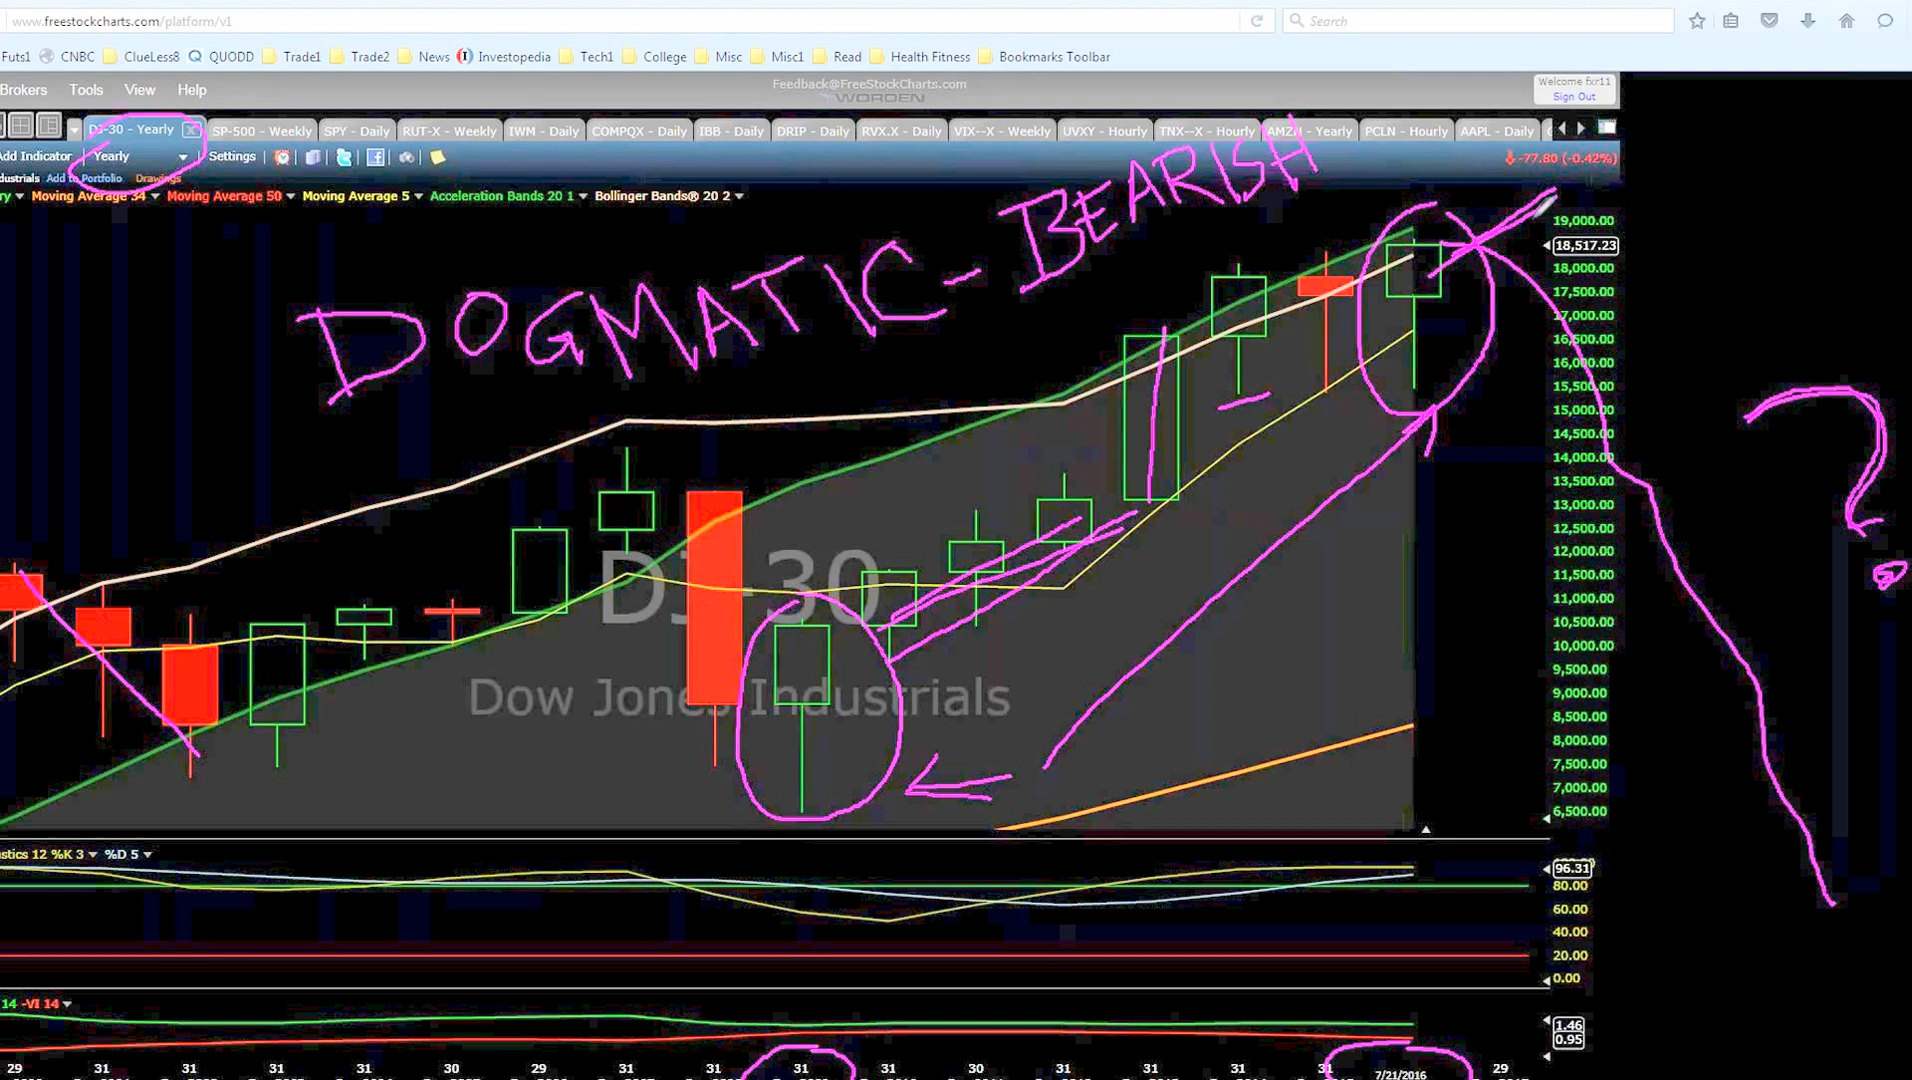 www.freestockcharts.com/platform/v1
Search
Futs1 CNBC ClueLess8 QUODD Trade1 Trade2 News Investopedia Tech1 College Misc Misc1 Read Health Fitness Bookmarks Toolbar
Brokers Tools View Help
Feedback@FreeStockCharts.com
WORDEN
Welcome fxr11
Sign Out
DJ-30 - Yearly SP-500 - Weekly SPY - Daily RUT-X - Weekly IWM - Daily COMPQX - Daily IBB - Daily DRIP - Daily RVX.X - Daily VIX--X - Weekly UVXY - Hourly TNX--X - Hourly AMZN - Yearly PCLN - Hourly AAPL - Daily
Add Indicator Yearly Settings
-77.80 (-0.42%)
Add to Portfolio Drawings
Moving Average 34 Moving Average 50 Moving Average 5 Acceleration Bands 20 1 Bollinger Bands® 20 2
DOGMATIC - BEARISH
?
19,000.00
18,517.23
18,000.00
17,500.00
17,000.00
16,500.00
16,000.00
15,500.00
15,000.00
14,500.00
14,000.00
13,500.00
13,000.00
12,500.00
12,000.00
11,500.00
11,000.00
10,500.00
10,000.00
9,500.00
9,000.00
8,500.00
8,000.00
7,500.00
7,000.00
6,500.00
DJ-30
Dow Jones Industrials
12 %K 3 %D 5
96.31
80.00
60.00
40.00
20.00
0.00
14 -VI 14
1.46
0.95
29 31 31 31 31 30 29 31 31 31 31 30 31 31 31 31 7/21/2016 29